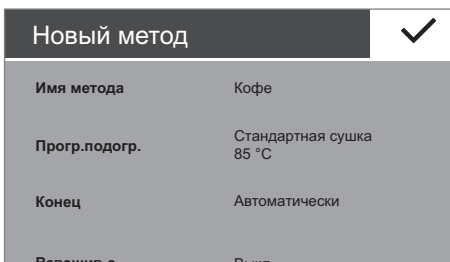 Новый метод
Имя метода Кофе
Прогр.подогр. Стандартная сушка
85 °C
Конец Автоматически